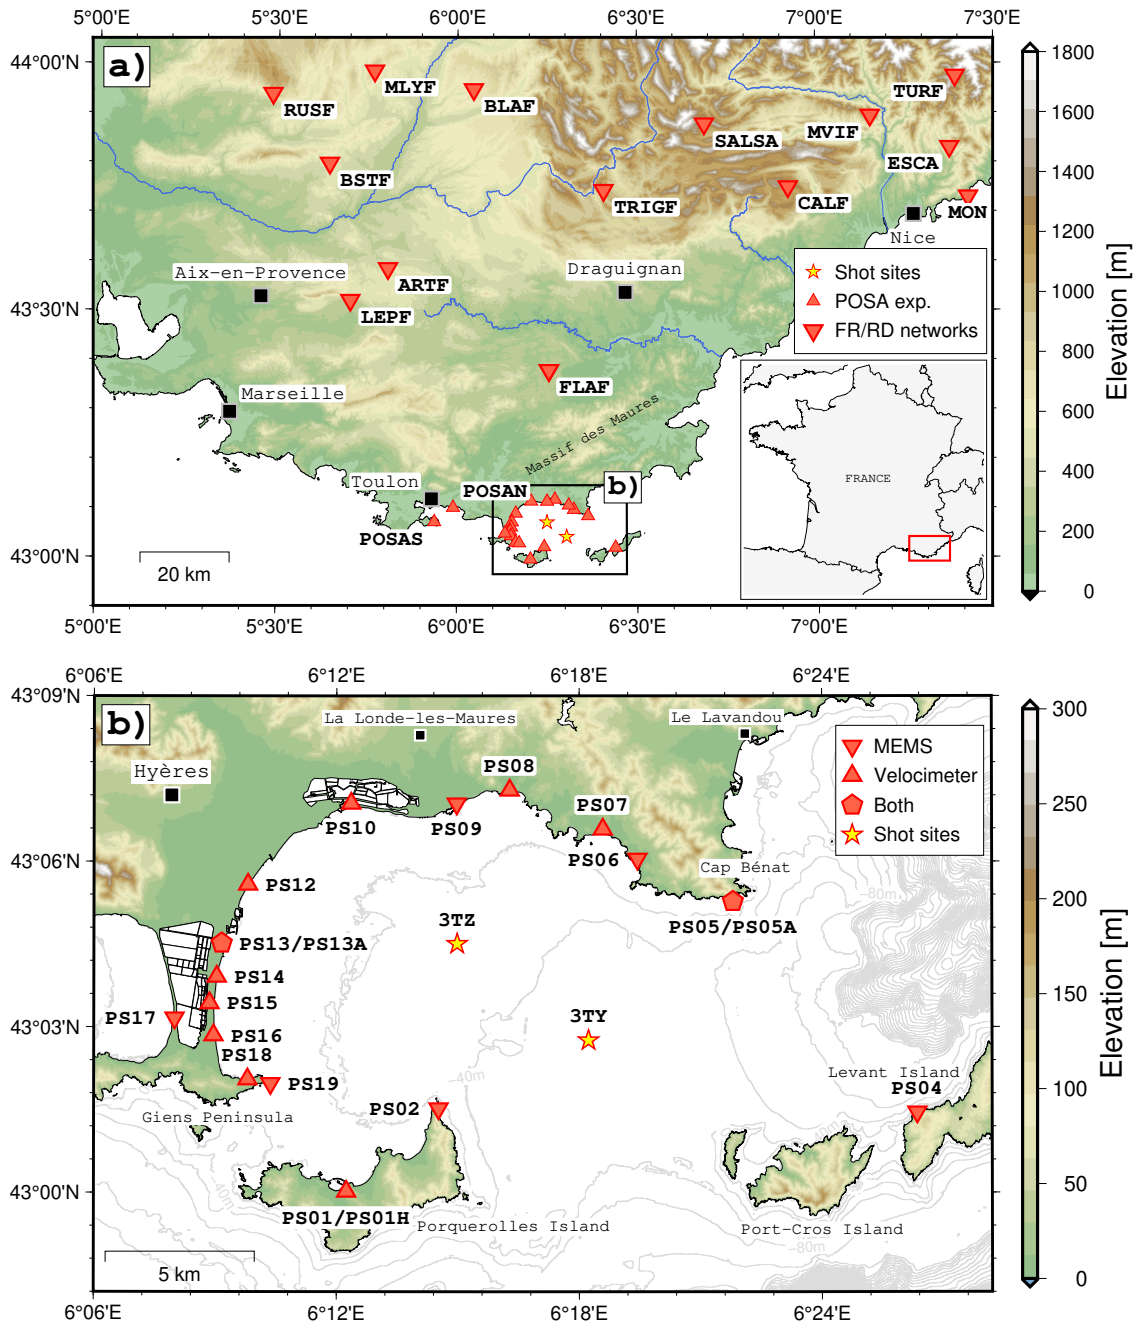 5°00'E 5°30'E 6°00'E 6°30'E 7°00'E 7°30'E
44°00'N
43°30'N
43°00'N
a)
MLYF
RUSF
BLAF
TURF
SALSA
MVIF
ESCA
BSTF
TRIGF
CALF
MON
Nice
Aix-en-Provence
ARTF
Draguignan
LEPF
Shot sites
POSA exp.
FR/RD networks
FLAF
Marseille
Massif des Maures
Toulon
POSAN
b)
POSAS
20 km
FRANCE
5°00'E 5°30'E 6°00'E 6°30'E 7°00'E
1800
1600
1400
1200
1000
800
600
400
200
0
Elevation [m]
6°06'E 6°12'E 6°18'E 6°24'E
43°09'N
43°06'N
43°03'N
43°00'N
b)
La Londe-les-Maures
Le Lavandou
Hyères
MEMS
Velocimeter
Both
Shot sites
PS08
PS07
PS10
PS09
PS06
Cap Bénat
PS12
-80m
PS05/PS05A
3TZ
PS13/PS13A
PS14
PS15
PS17
PS16
3TY
PS18
-40m
PS19
Levant Island
PS04
PS02
Giens Peninsula
PS01/PS01H
Porquerolles Island
Port-Cros Island
-80m
5 km
6°06'E 6°12'E 6°18'E 6°24'E
300
250
200
150
100
50
0
Elevation [m]